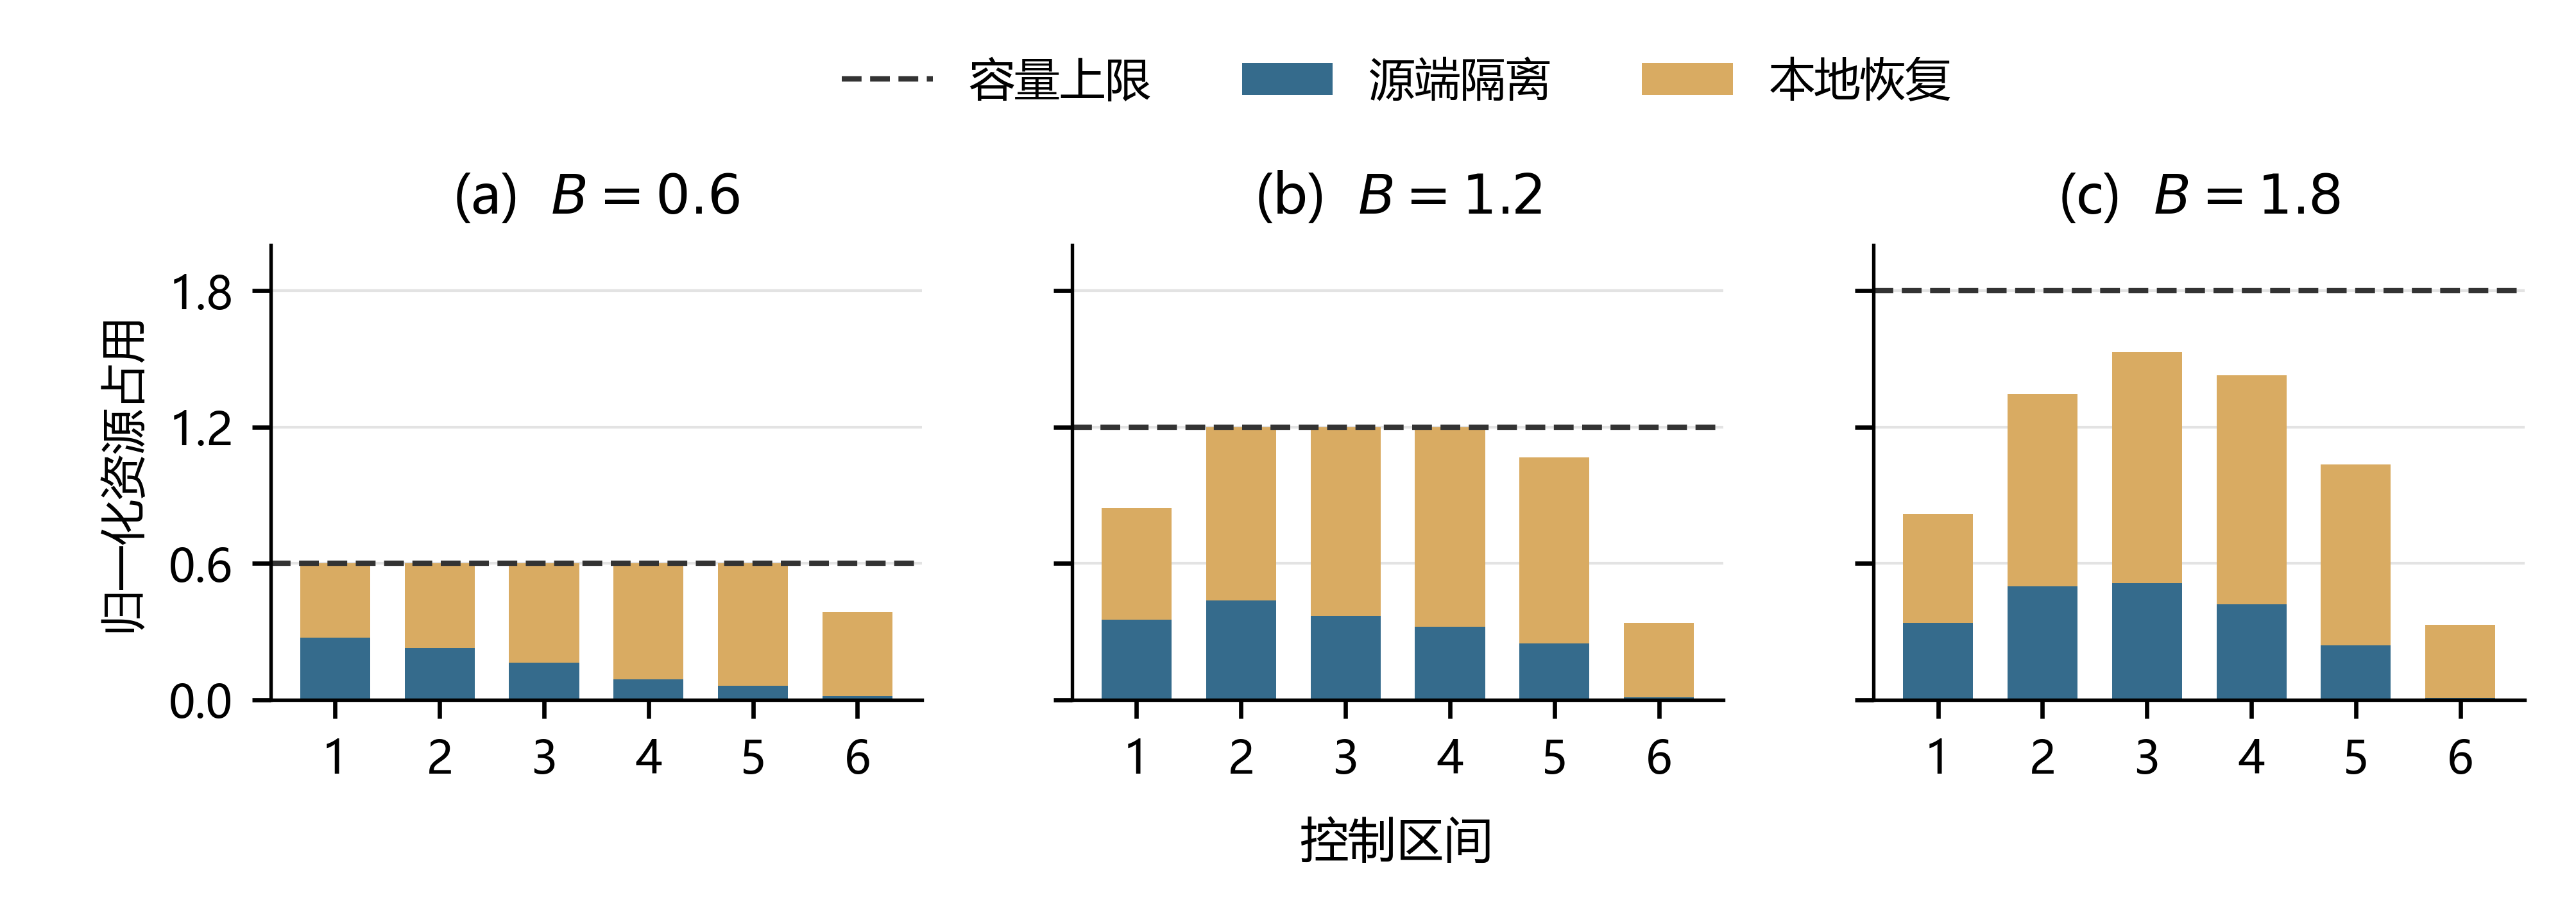 容量上限 源端隔离 本地恢复
(a) B = 0.6 (b) B = 1.2 (c) B = 1.8
归一化资源占用
1.8
1.2
0.6
0.0
1 2 3 4 5 6 1 2 3 4 5 6 1 2 3 4 5 6
控制区间